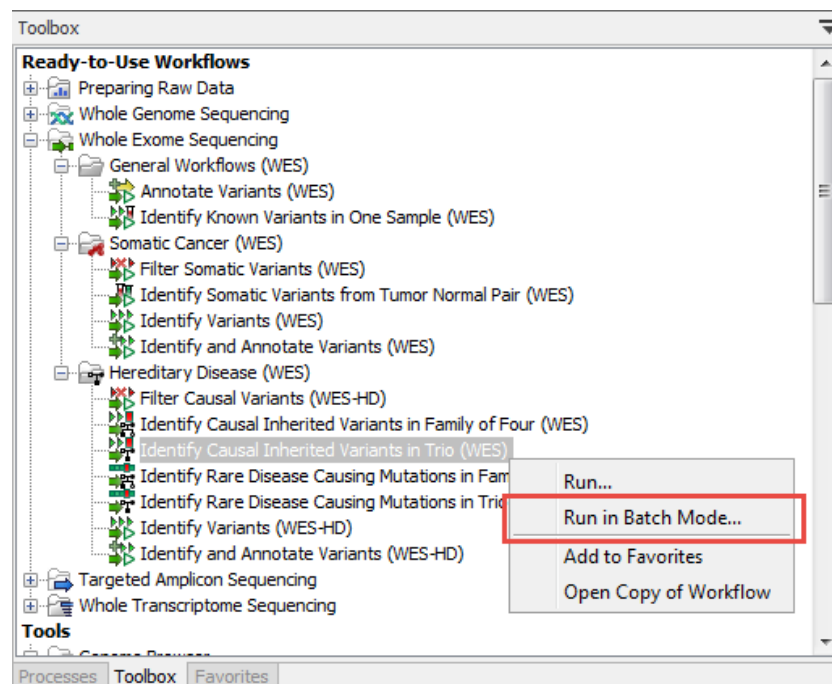 Toolbox
Ready-to-Use Workflows
Preparing Raw Data
Whole Genome Sequencing
Whole Exome Sequencing
General Workflows (WES)
Annotate Variants (WES)
Identify Known Variants in One Sample (WES)
Somatic Cancer (WES)
Filter Somatic Variants (WES)
Identify Somatic Variants from Tumor Normal Pair (WES)
Identify Variants (WES)
Identify and Annotate Variants (WES)
Hereditary Disease (WES)
Filter Causal Variants (WES-HD)
Identify Causal Inherited Variants in Family of Four (WES)
Identify Causal Inherited Variants in Trio (WES)
Identify Rare Disease Causing Mutations in Fam
Identify Rare Disease Causing Mutations in Trio
Identify Variants (WES-HD)
Identify and Annotate Variants (WES-HD)
Targeted Amplicon Sequencing
Whole Transcriptome Sequencing
Tools
Run...
Run in Batch Mode...
Add to Favorites
Open Copy of Workflow
Processes Toolbox Favorites